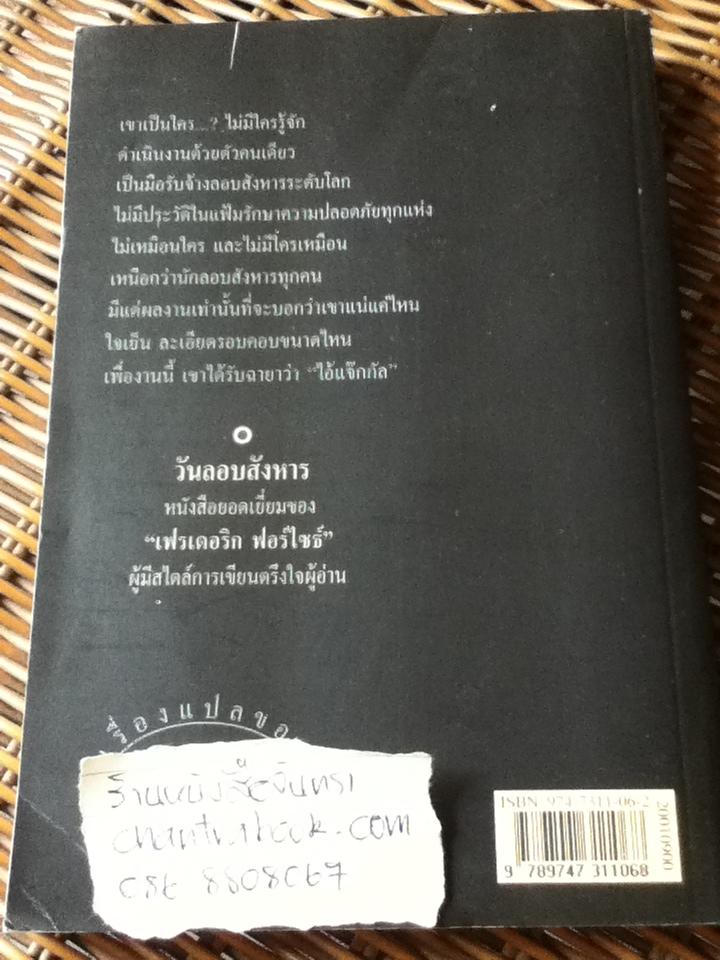 เขาเป็นใคร...? ไม่มีใครรู้จัก
ดำเนินงานด้วยตัวคนเดียว
เป็นมือรับจ้างลอบสังหารระดับโลก
ไม่มีประวัติในแฟ้มรักษาความปลอดภัยทุกแห่ง
ไม่เหมือนใคร และไม่มีใครเหมือน
เหนือกว่านักลอบสังหารทุกคน
มีแต่ผลงานเท่านั้นที่จะบอกว่าเขาแน่แค่ไหน
ใจเย็น ละเอียดรอบคอบขนาดไหน
เพื่องานนี้ เขาได้รับฉายาว่า “ไอ้แจ๊กกัล”
วันลอบสังหาร
หนังสือยอดเยี่ยมของ
“เฟรเดอริก ฟอร์ไซธ์”
ผู้มีสไตล์การเขียนตรึงใจผู้อ่าน
รื่องแปลขอ
ร้านหนังสือจันทรา
chantrabook.com
086 8808067
ISBN 974-7311-06-2
20010900
9 789747 311068